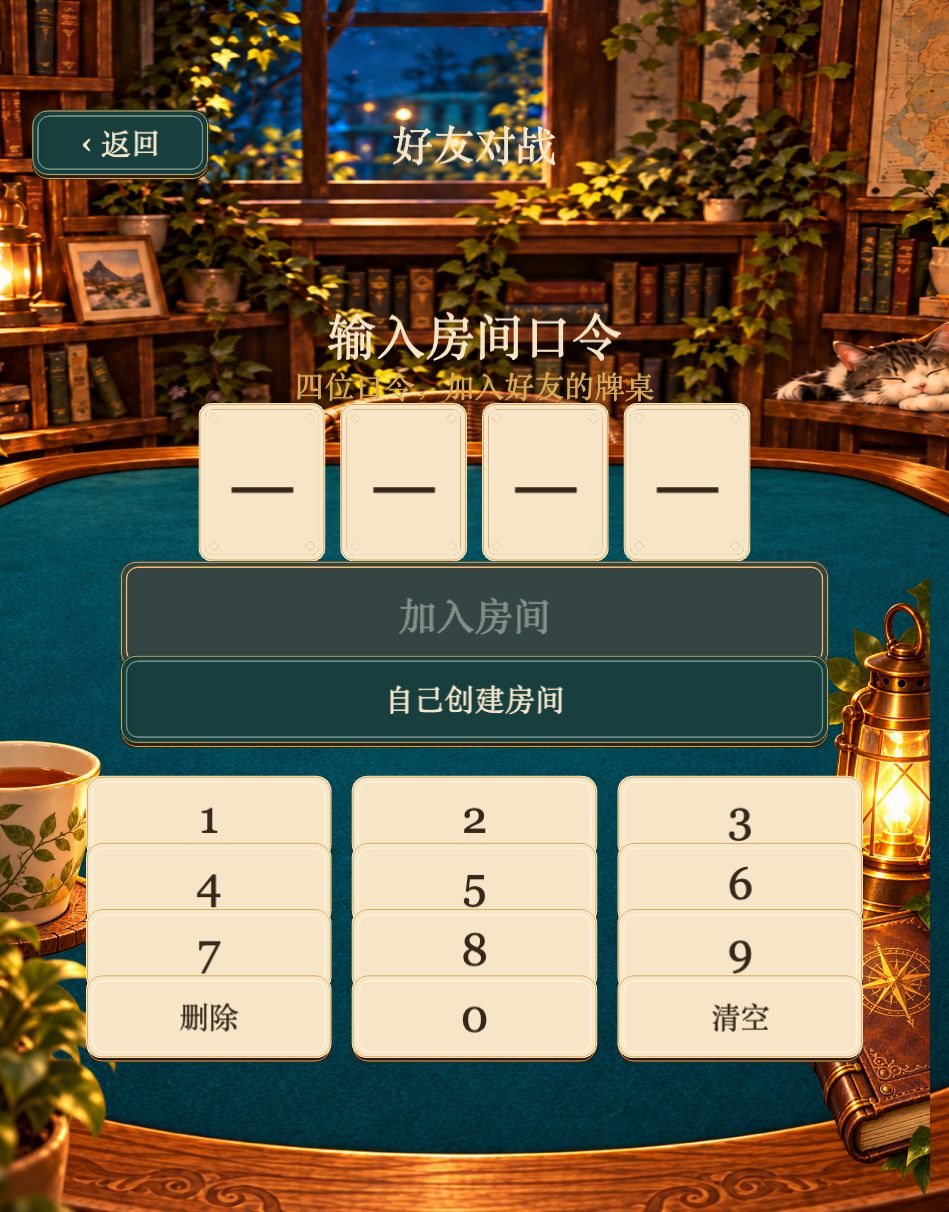 ‹ 返回
好友对战
输入房间口令
四位口令，加入好友的牌桌
— — — —
加入房间
自己创建房间
1 2 3
4 5 6
7 8 9
删除 0 清空